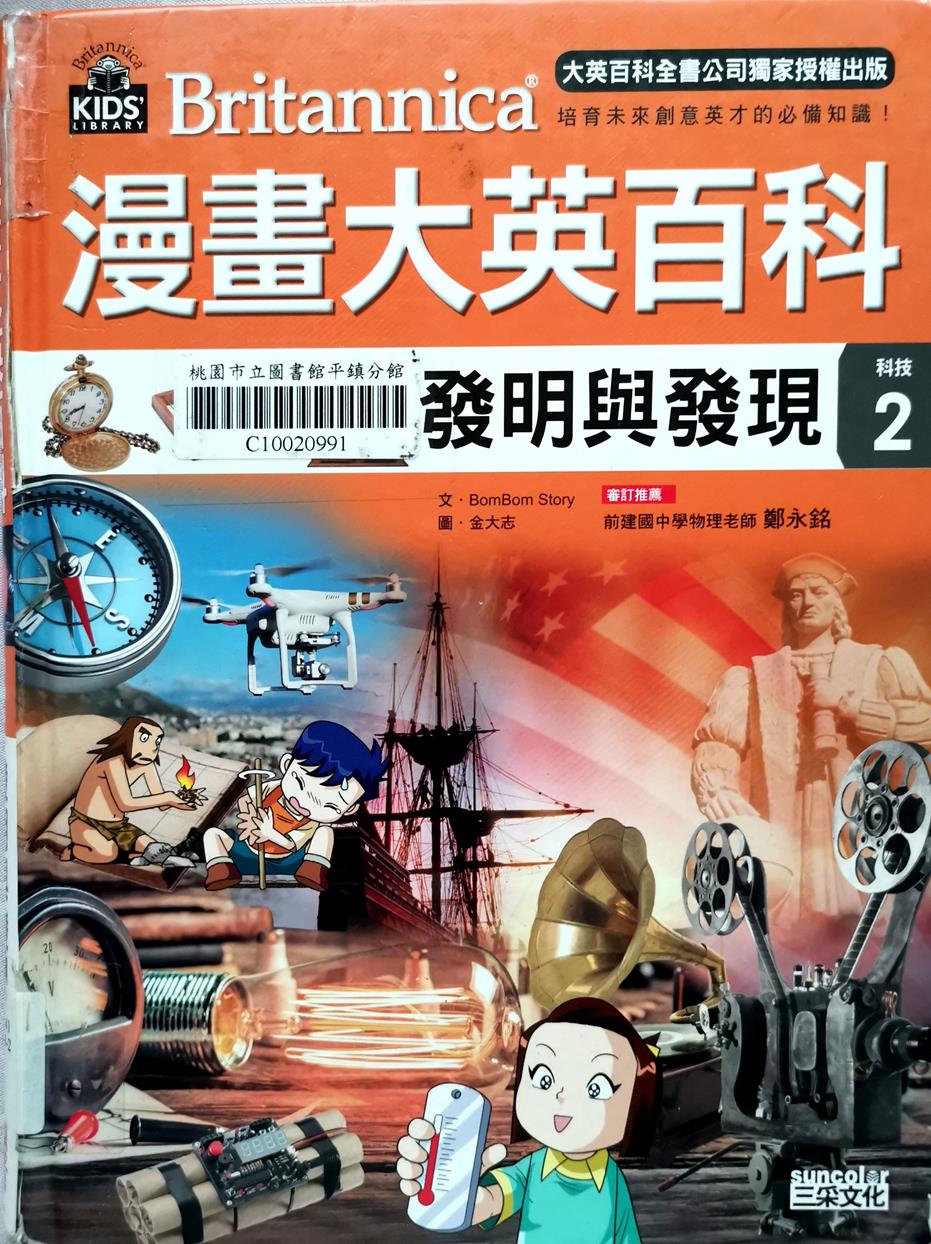 Britannica
KIDS'
LIBRARY
Britannica®
大英百科全書公司獨家授權出版
培育未來創意英才的必備知識！
漫畫大英百科
桃園市立圖書館平鎮分館
C10020991
發明與發現
科技
2
文·BomBom Story
圖·金大志
審訂推薦
前建國中學物理老師 鄭永銘
N
E
S
W
20
V
suncolor
三采文化